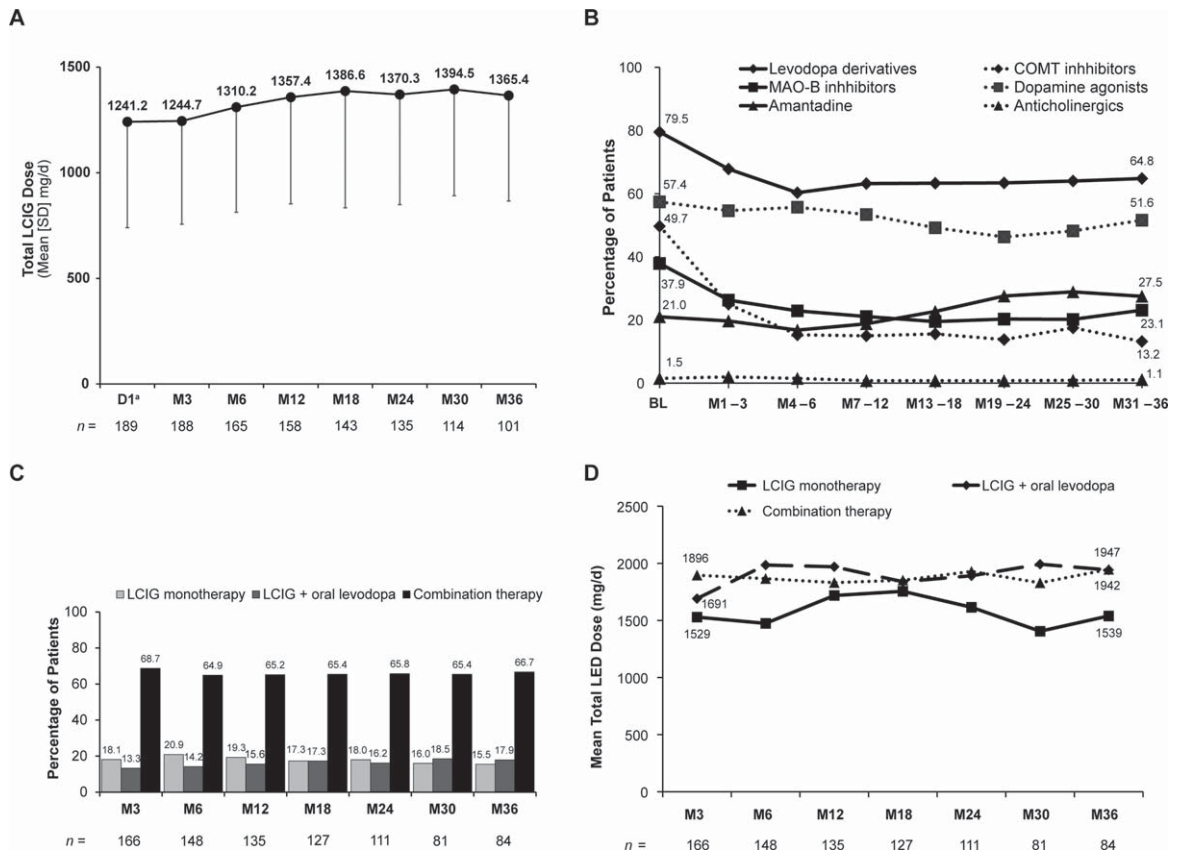 A
Total LCIG Dose
(Mean [SD] mg/d)
1500
1000
500
0
1241.2 1244.7 1310.2 1357.4 1386.6 1370.3 1394.5 1365.4
D1ª M3 M6 M12 M18 M24 M30 M36
n = 189 188 165 158 143 135 114 101
B
Percentage of Patients
100
80
60
40
20
0
Levodopa derivatives COMT inhhibitors
MAO-B inhhibitors Dopamine agonists
Amantadine Anticholinergics
79.5
57.4
49.7
37.9
21.0
1.5
64.8
51.6
27.5
23.1
13.2
1.1
BL M1–3 M4–6 M7–12 M13–18 M19–24 M25–30 M31–36
C
LCIG monotherapy LCIG + oral levodopa Combination therapy
Percentage of Patients
100
80
60
40
20
0
18.1 13.3 68.7 20.9 14.2 64.9 19.3 15.6 65.2 17.3 17.3 65.4 18.0 16.2 65.8 16.0 18.5 65.4 15.5 17.9 66.7
M3 M6 M12 M18 M24 M30 M36
n = 166 148 135 127 111 81 84
D
LCIG monotherapy LCIG + oral levodopa
Combination therapy
Mean Total LED Dose (mg/d)
2500
2000
1500
1000
500
0
1896
1691
1529
1947
1942
1539
M3 M6 M12 M18 M24 M30 M36
n = 166 148 135 127 111 81 84